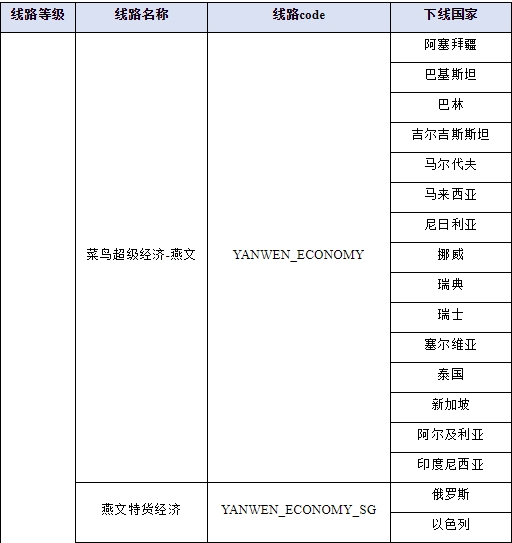 线路等级 线路名称 线路code 下线国家
阿塞拜疆
巴基斯坦
巴林
吉尔吉斯斯坦
马尔代夫
马来西亚
尼日利亚
菜鸟超级经济-燕文 YANWEN_ECONOMY 挪威
瑞典
瑞士
塞尔维亚
泰国
新加坡
阿尔及利亚
印度尼西亚
燕文特货经济 YANWEN_ECONOMY_SG 俄罗斯
以色列